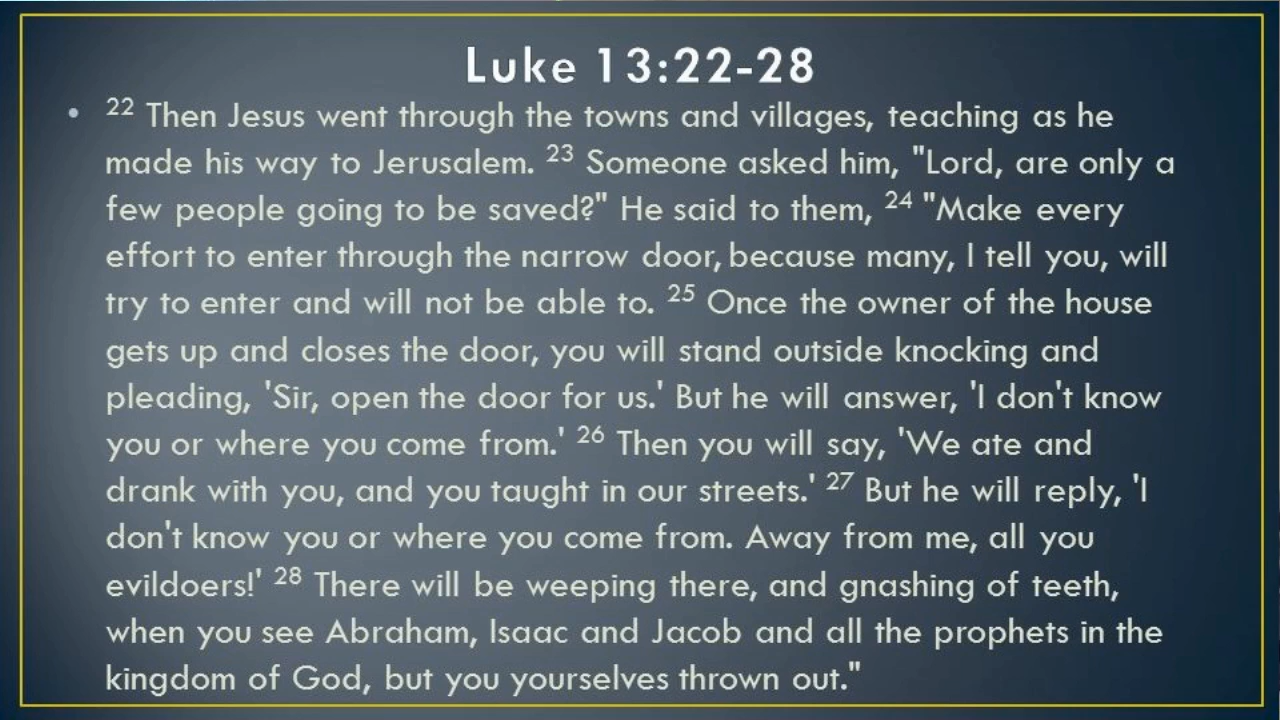 Luke 13:22-28
• 22 Then Jesus went through the towns and villages, teaching as he
made his way to Jerusalem. 23 Someone asked him, "Lord, are only a
few people going to be saved?" He said to them, 24 "Make every
effort to enter through the narrow door, because many, I tell you, will
try to enter and will not be able to. 25 Once the owner of the house
gets up and closes the door, you will stand outside knocking and
pleading, 'Sir, open the door for us.' But he will answer, 'I don't know
you or where you come from.' 26 Then you will say, 'We ate and
drank with you, and you taught in our streets.' 27 But he will reply, 'I
don't know you or where you come from. Away from me, all you
evildoers!' 28 There will be weeping there, and gnashing of teeth,
when you see Abraham, Isaac and Jacob and all the prophets in the
kingdom of God, but you yourselves thrown out."